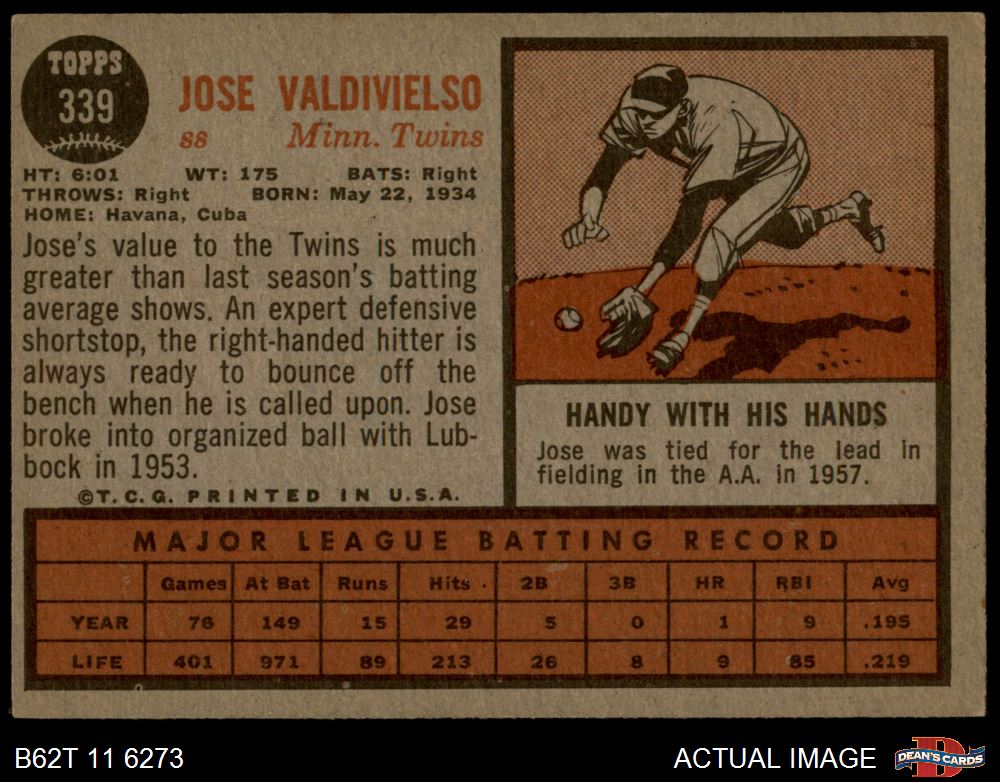 TOPPS
339
JOSE VALDIVIELSO
SS Minn. Twins
HT: 6:01 WT: 175 BATS: Right
THROWS: Right BORN: May 22, 1934
HOME: Havana, Cuba
Jose's value to the Twins is much
greater than last season's batting
average shows. An expert defensive
shortstop, the right-handed hitter is
always ready to bounce off the
bench when he is called upon. Jose
broke into organized ball with Lub-
bock in 1953.
©T.C.G. PRINTED IN U.S.A.
HANDY WITH HIS HANDS
Jose was tied for the lead in
fielding in the A.A. in 1957.
MAJOR LEAGUE BATTING RECORD
Games At Bat Runs Hits 2B 3B HR RBI Avg
YEAR 76 149 15 29 5 0 1 9 .195
LIFE 401 971 89 213 26 8 9 85 .219
B62T 11 6273
ACTUAL IMAGE
D
DEAN'S CARDS